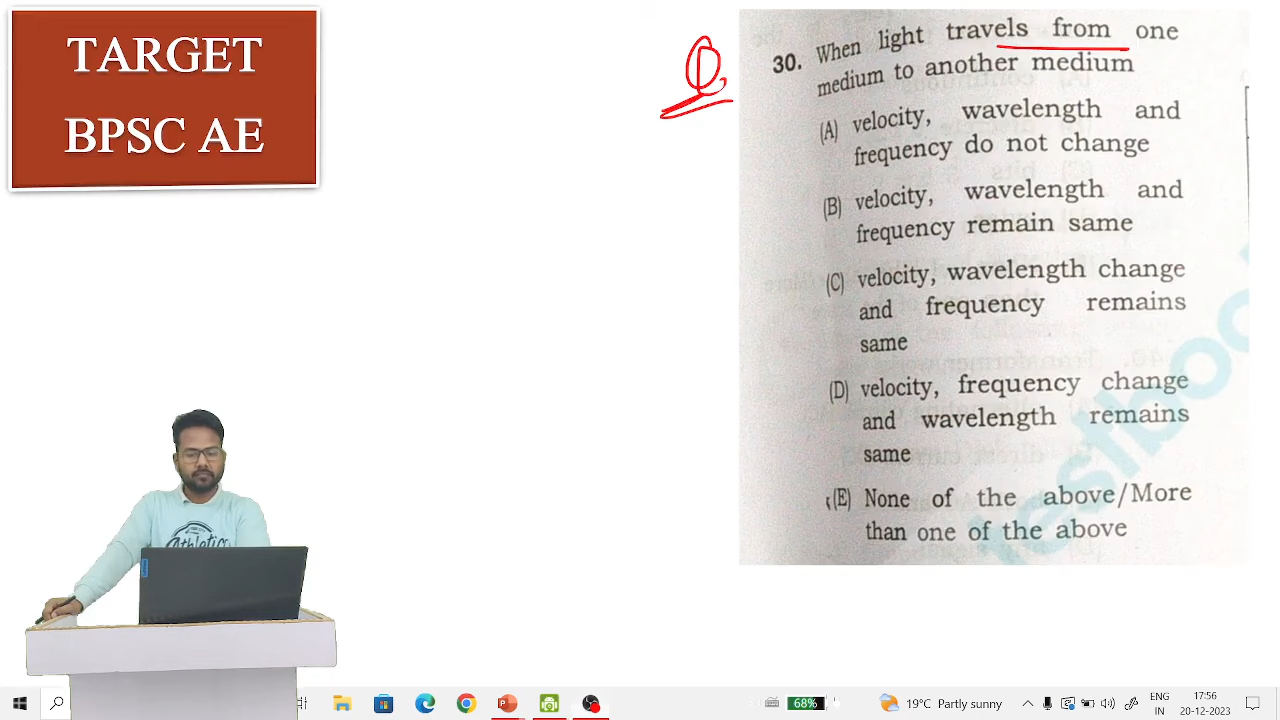 TARGET
BPSC AE
Q
30. When light travels from one
medium to another medium
(A) velocity, wavelength and
frequency do not change
(B) velocity, wavelength and
frequency remain same
(C) velocity, wavelength change
and frequency remains
same
(D) velocity, frequency change
and wavelength remains
same
(E) None of the above/More
than one of the above
testboo
Athletics
68%
19°C Partly sunny
ENG
IN
17:56
20-12-2023